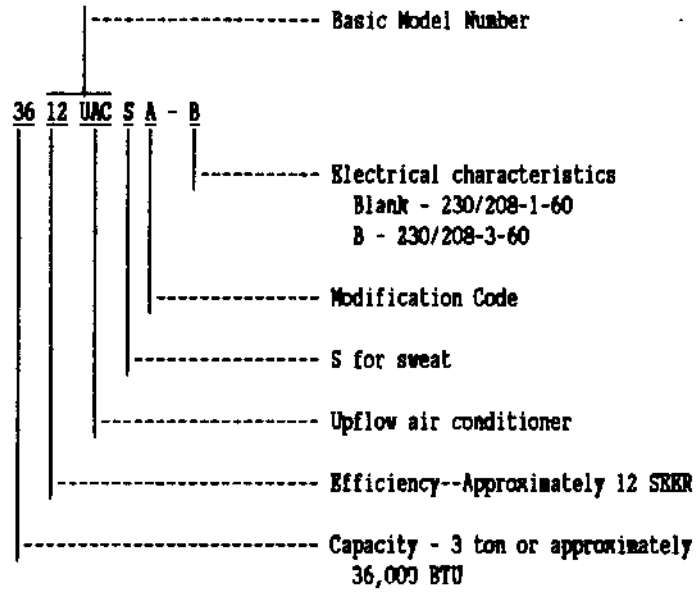 Basic Model Number
36 12 UAC S A - B
Electrical characteristics
Blank - 230/208-1-60
B - 230/208-3-60
Modification Code
S for sweat
Upflow air conditioner
Efficiency--Approximately 12 SEER
Capacity - 3 ton or approximately
36,000 BTU